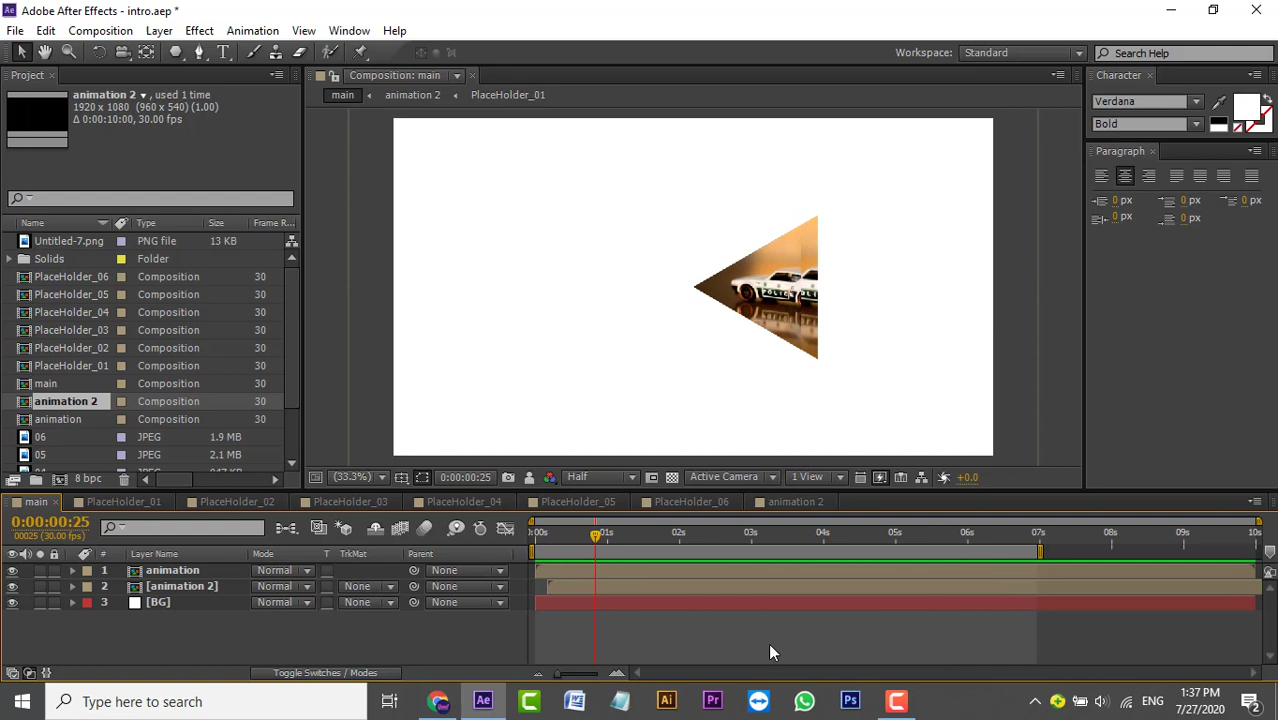 Adobe After Effects - intro.aep *
File Edit Composition Layer Effect Animation View Window Help
Workspace: Standard Search Help
Project
Composition: main
Character
animation 2 , used 1 time
1920 x 1080 (960 x 540) (1.00)
Δ 0:00:10:00, 30.00 fps
main animation 2 PlaceHolder_01
Verdana
Bold
Paragraph
0 px 0 px 0 px
0 px 0 px
Name Type Size Frame R...
Untitled-7.png PNG file 13 KB
Solids Folder
PlaceHolder_06 Composition 30
PlaceHolder_05 Composition 30
PlaceHolder_04 Composition 30
PlaceHolder_03 Composition 30
PlaceHolder_02 Composition 30
PlaceHolder_01 Composition 30
main Composition 30
animation 2 Composition 30
animation Composition 30
06 JPEG 1.9 MB
05 JPEG 2.1 MB
8 bpc
(33.3%) 0:00:00:25 Half Active Camera 1 View +0.0
main PlaceHolder_01 PlaceHolder_02 PlaceHolder_03 PlaceHolder_04 PlaceHolder_05 PlaceHolder_06 animation 2
0:00:00:25
00025 (30.00 fps)
:00s 01s 02s 03s 04s 05s 06s 07s 08s 09s 10s
# Layer Name Mode T TrkMat Parent
1 animation Normal None
2 [animation 2] Normal None None
3 [BG] Normal None None
Toggle Switches / Modes
Type here to search
ENG
1:37 PM
7/27/2020
2